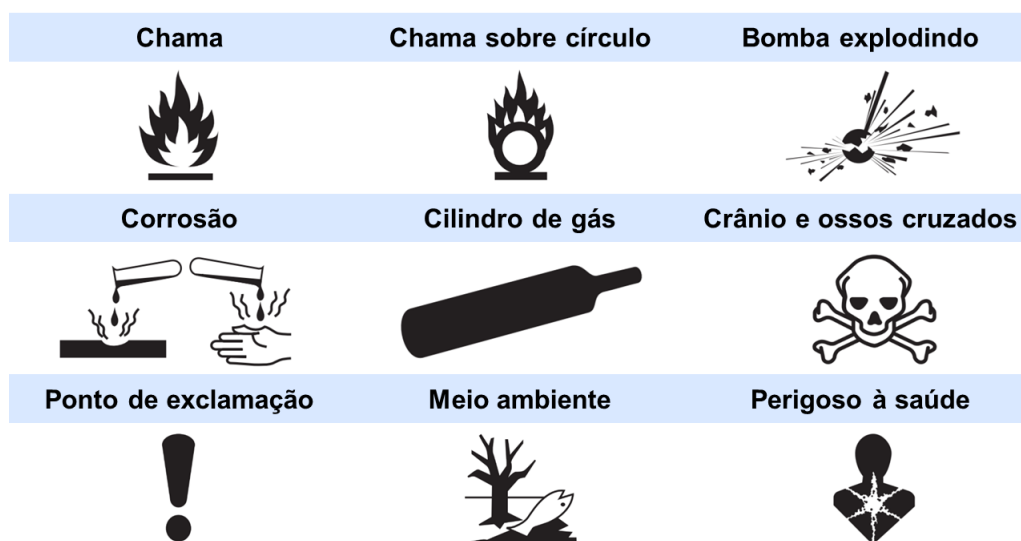 Chama
Chama sobre círculo
Bomba explodindo
Corrosão
Cilindro de gás
Crânio e ossos cruzados
Ponto de exclamação
Meio ambiente
Perigoso à saúde